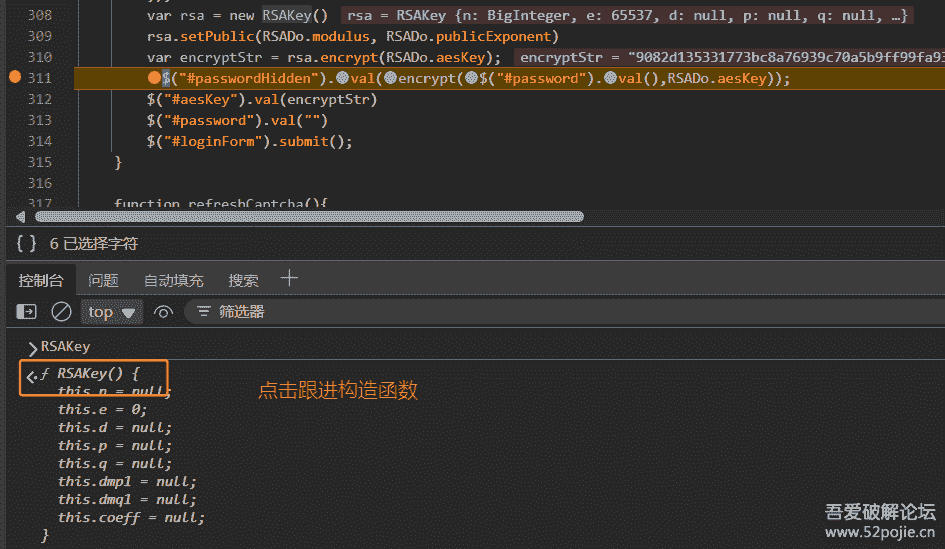 308 var rsa = new RSAKey() rsa = RSAKey {n: BigInteger, e: 65537, d: null, p: null, q: null, …}
309 rsa.setPublic(RSADo.modulus, RSADo.publicExponent)
310 var encryptStr = rsa.encrypt(RSADo.aesKey); encryptStr = "9082d135331773bc8a76939c70a5b9ff99fa93
311 $("#passwordHidden").val(encrypt($("#password").val(),RSADo.aesKey));
312 $("#aesKey").val(encryptStr)
313 $("#password").val("")
314 $("#loginForm").submit();
315 }
316
317 function refreshCaptcha(){
{ } 6 已选择字符
控制台 问题 自动填充 搜索
top 筛选器
RSAKey
ƒ RSAKey() {
this.n = null;
this.e = 0;
this.d = null;
this.p = null;
this.q = null;
this.dmp1 = null;
this.dmq1 = null;
this.coeff = null;
}
点击跟进构造函数
吾爱破解论坛
www.52pojie.cn